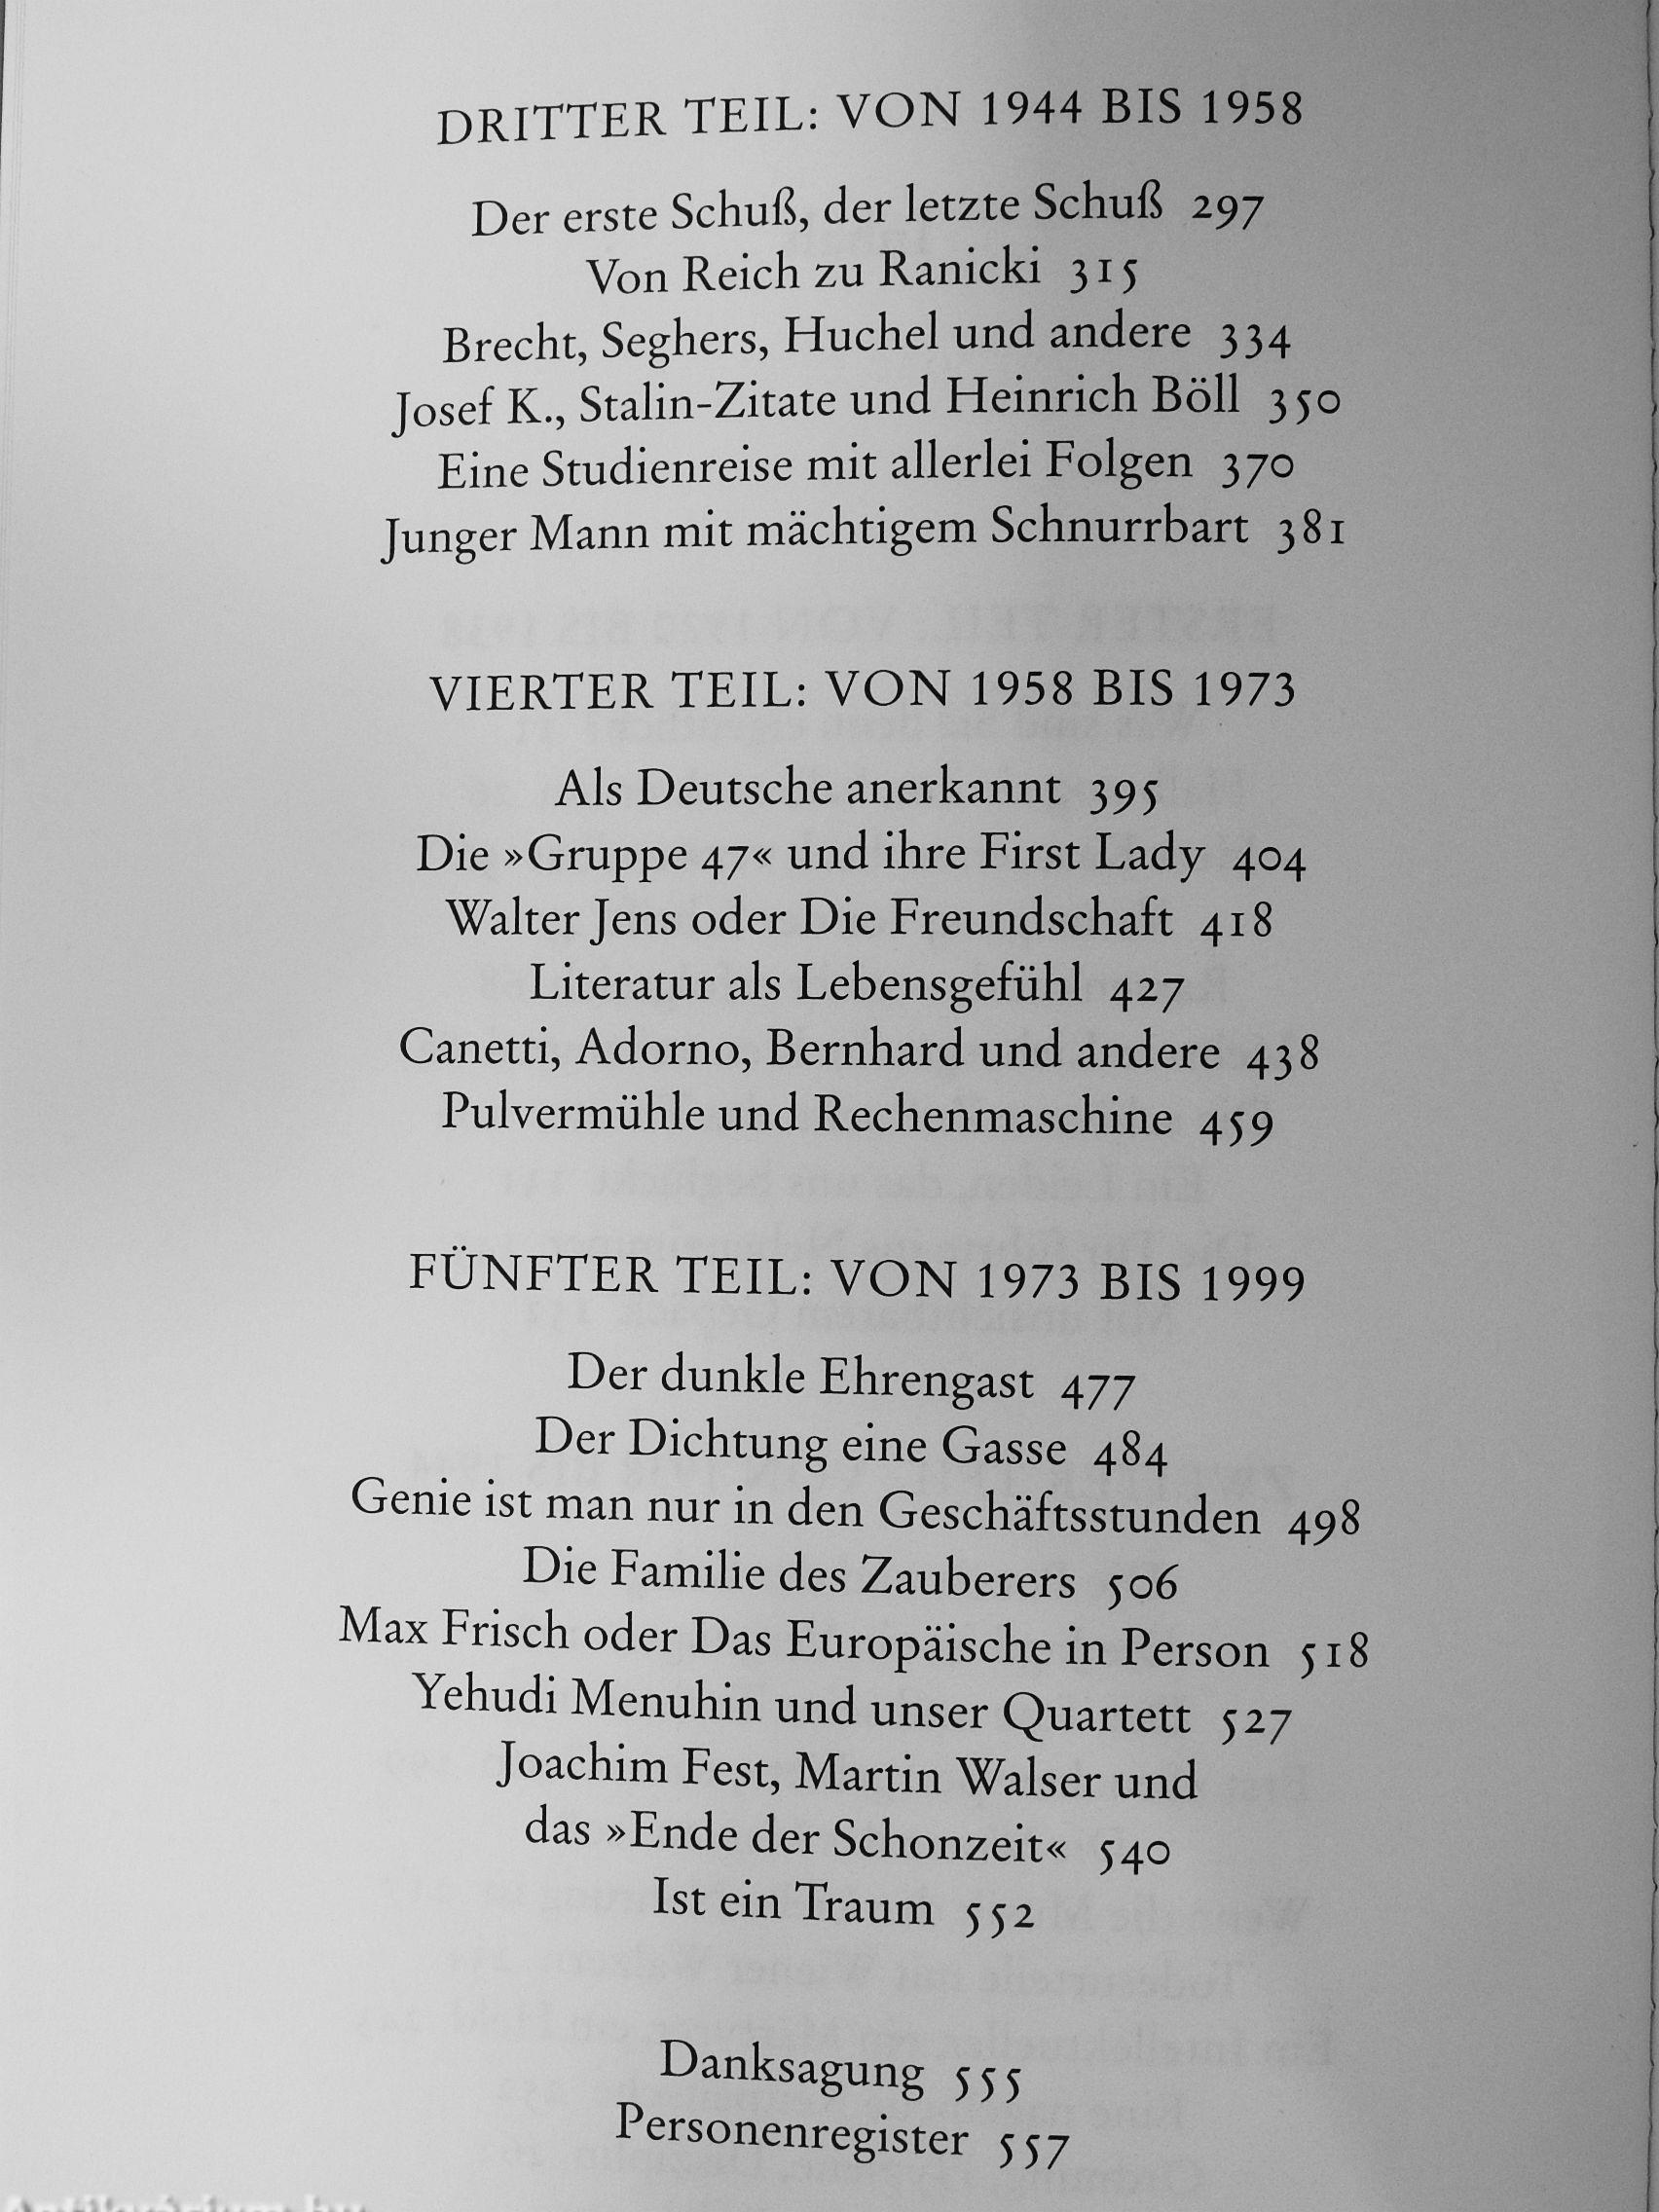 DRITTER TEIL: VON 1944 BIS 1958
Der erste Schuß, der letzte Schuß 297
Von Reich zu Ranicki 315
Brecht, Seghers, Huchel und andere 334
Josef K., Stalin-Zitate und Heinrich Böll 350
Eine Studienreise mit allerlei Folgen 370
Junger Mann mit mächtigem Schnurrbart 381
VIERTER TEIL: VON 1958 BIS 1973
Als Deutsche anerkannt 395
Die »Gruppe 47« und ihre First Lady 404
Walter Jens oder Die Freundschaft 418
Literatur als Lebensgefühl 427
Canetti, Adorno, Bernhard und andere 438
Pulvermühle und Rechenmaschine 459
FÜNFTER TEIL: VON 1973 BIS 1999
Der dunkle Ehrengast 477
Der Dichtung eine Gasse 484
Genie ist man nur in den Geschäftsstunden 498
Die Familie des Zauberers 506
Max Frisch oder Das Europäische in Person 518
Yehudi Menuhin und unser Quartett 527
Joachim Fest, Martin Walser und
das »Ende der Schonzeit« 540
Ist ein Traum 552
Danksagung 555
Personenregister 557